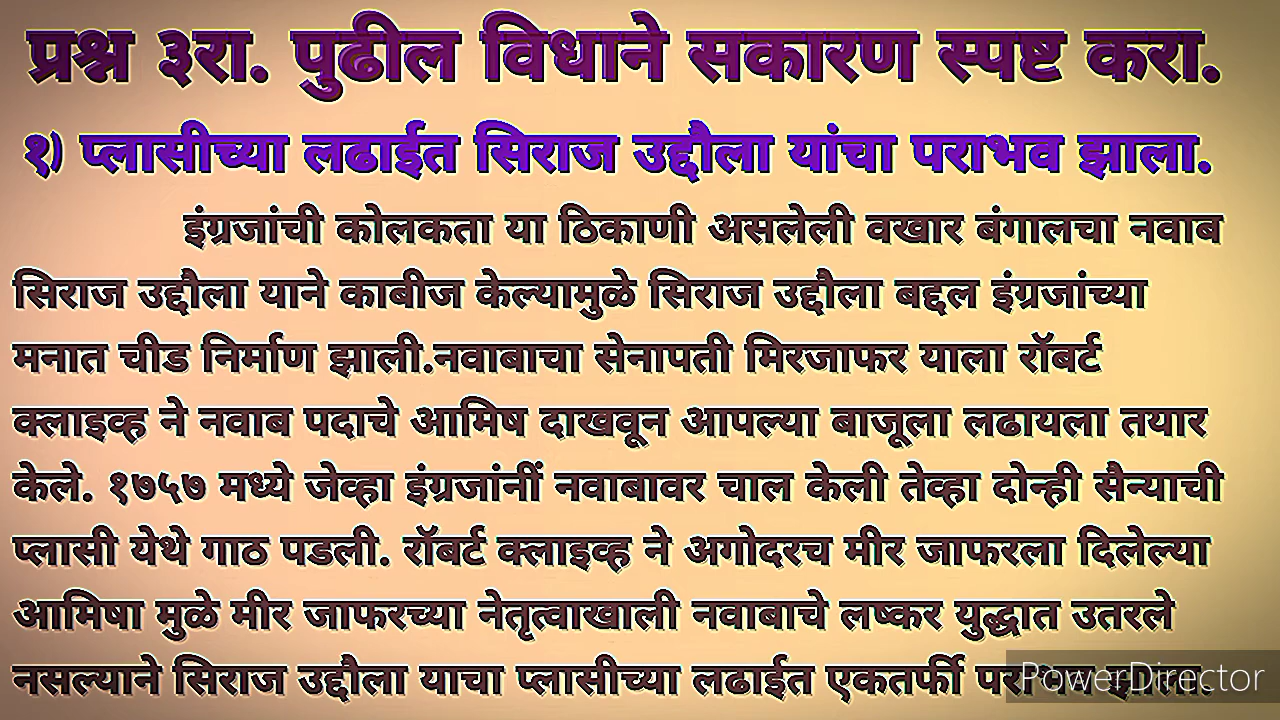 प्रश्न ३रा. पुढील विधाने सकारण स्पष्ट करा.
१) प्लासीच्या लढाईत सिराज उद्दौला यांचा पराभव झाला.
इंग्रजांची कोलकता या ठिकाणी असलेली वखार बंगालचा नवाब
सिराज उद्दौला याने काबीज केल्यामुळे सिराज उद्दौला बद्दल इंग्रजांच्या
मनात चीड निर्माण झाली.नवाबाचा सेनापती मिरजाफर याला रॉबर्ट
क्लाइव्ह ने नवाब पदाचे आमिष दाखवून आपल्या बाजूला लढायला तयार
केले. १७५७ मध्ये जेव्हा इंग्रजांनीं नवाबावर चाल केली तेव्हा दोन्ही सैन्याची
प्लासी येथे गाठ पडली. रॉबर्ट क्लाइव्ह ने अगोदरच मीर जाफरला दिलेल्या
आमिषा मुळे मीर जाफरच्या नेतृत्वाखाली नवाबाचे लष्कर युद्धात उतरले
नसल्याने सिराज उद्दौला याचा प्लासीच्या लढाईत एकतर्फी
PowerDirector